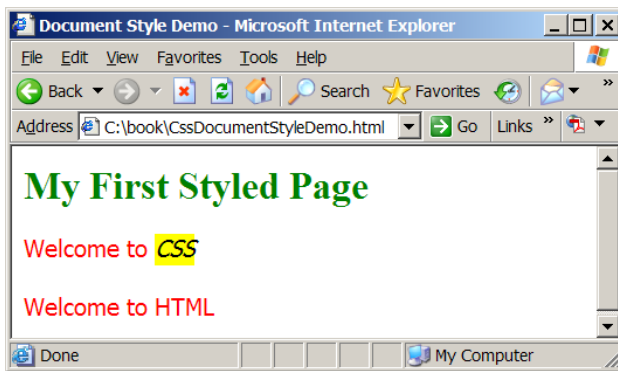 Document Style Demo - Microsoft Internet Explorer
File Edit View Favorites Tools Help
Back Search Favorites »
Address C:\book\CssDocumentStyleDemo.html Go Links »
My First Styled Page
Welcome to CSS
Welcome to HTML
Done My Computer